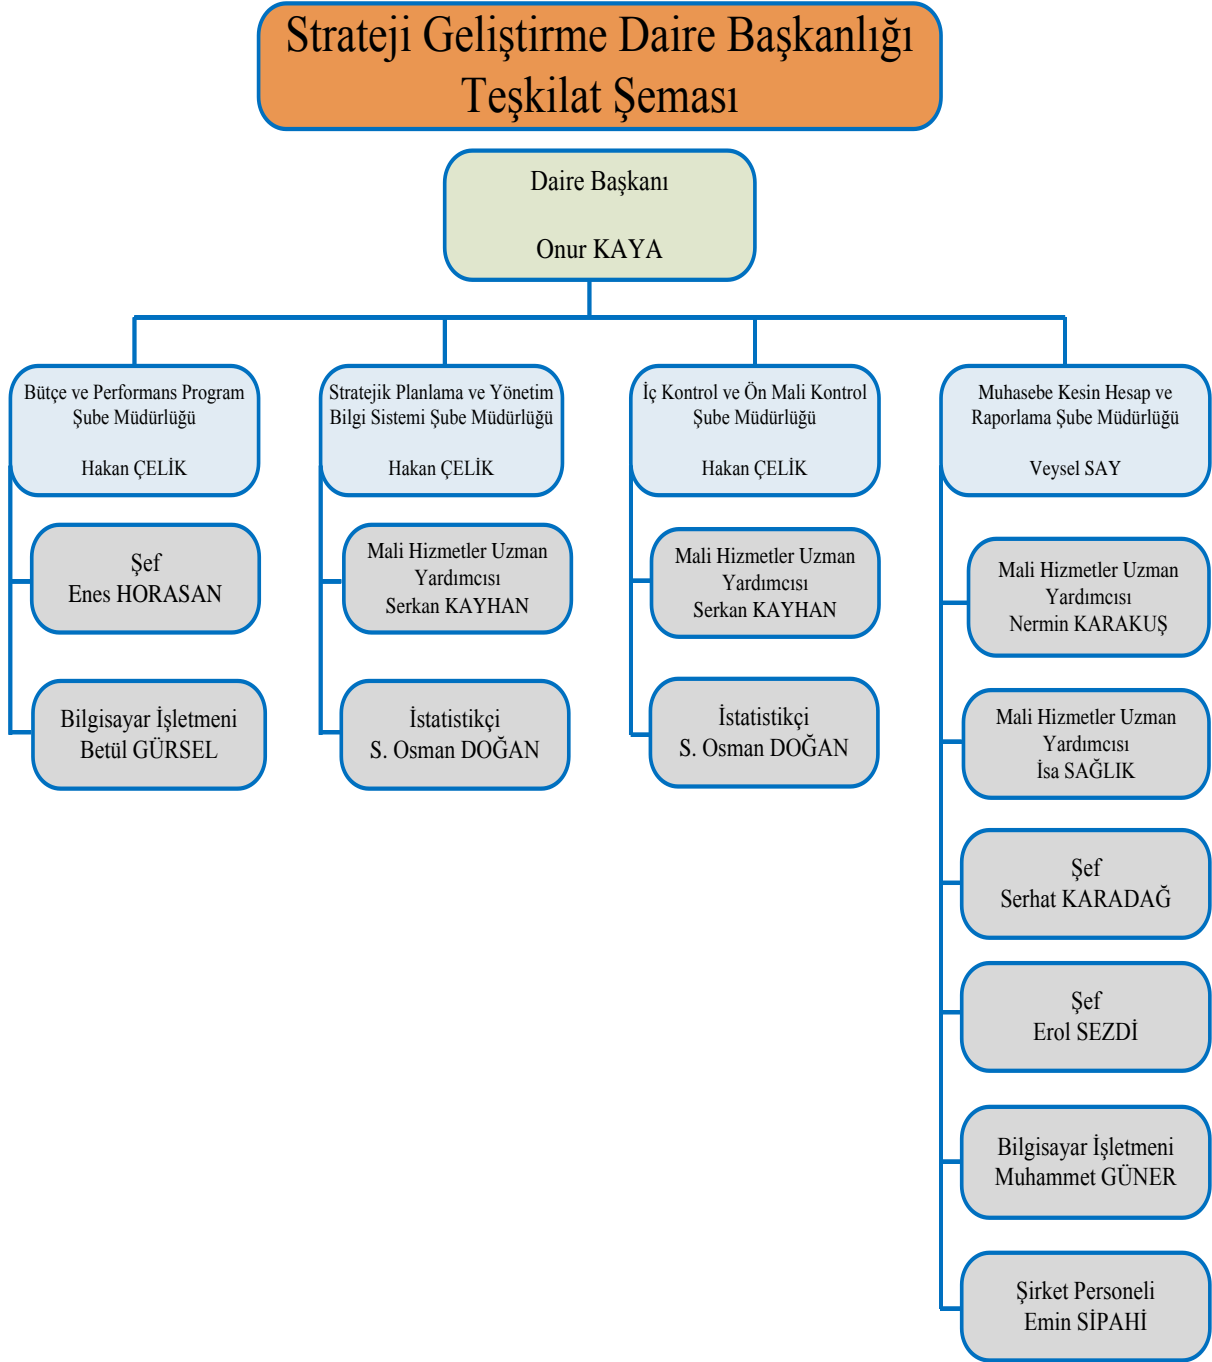 Strateji Geliştirme Daire Başkanlığı
Teşkilat Şeması
Daire Başkanı
Onur KAYA
Bütçe ve Performans Program
Şube Müdürlüğü
Hakan ÇELİK
Şef
Enes HORASAN
Bilgisayar İşletmeni
Betül GÜRSEL
Stratejik Planlama ve Yönetim
Bilgi Sistemi Şube Müdürlüğü
Hakan ÇELİK
Mali Hizmetler Uzman
Yardımcısı
Serkan KAYHAN
İstatistikçi
S. Osman DOĞAN
İç Kontrol ve Ön Mali Kontrol
Şube Müdürlüğü
Hakan ÇELİK
Mali Hizmetler Uzman
Yardımcısı
Serkan KAYHAN
İstatistikçi
S. Osman DOĞAN
Muhasebe Kesin Hesap ve
Raporlama Şube Müdürlüğü
Veysel SAY
Mali Hizmetler Uzman
Yardımcısı
Nermin KARAKUŞ
Mali Hizmetler Uzman
Yardımcısı
İsa SAĞLIK
Şef
Serhat KARADAĞ
Şef
Erol SEZDİ
Bilgisayar İşletmeni
Muhammet GÜNER
Şirket Personeli
Emin SİPAHİ